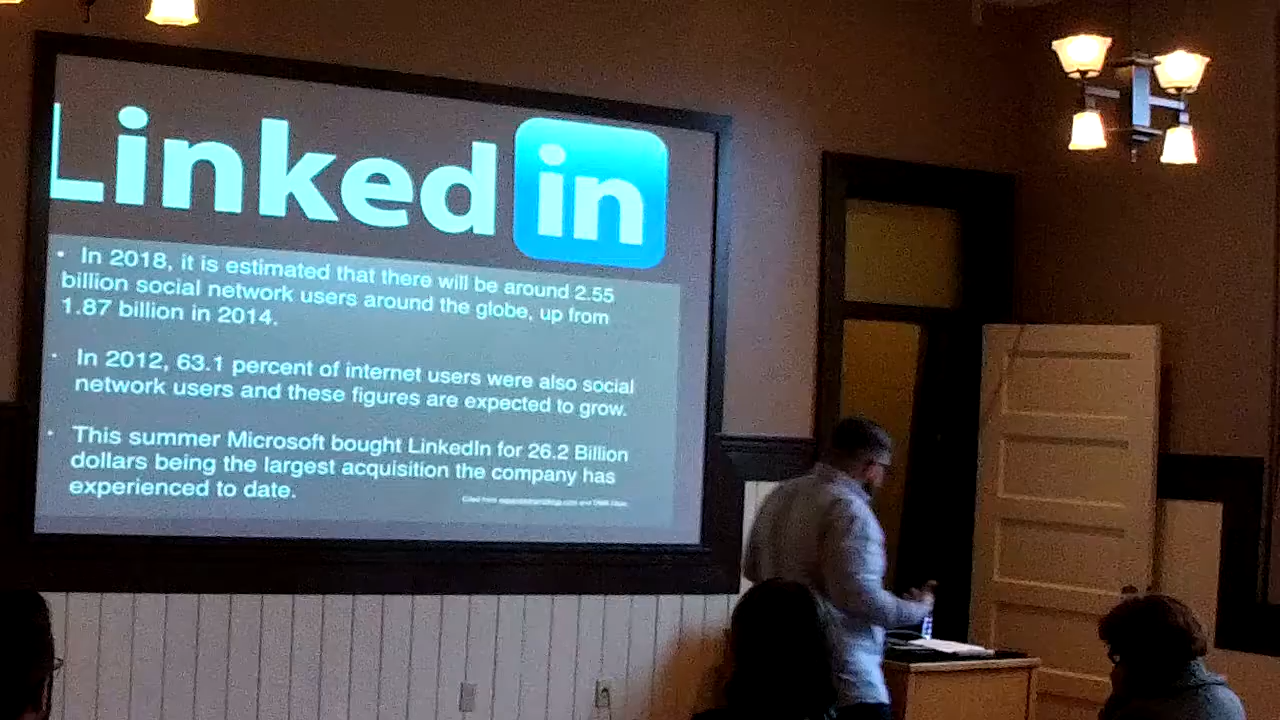 Linked in
• In 2018, it is estimated that there will be around 2.55
billion social network users around the globe, up from
1.87 billion in 2014.
• In 2012, 63.1 percent of internet users were also social
network users and these figures are expected to grow.
• This summer Microsoft bought LinkedIn for 26.2 Billion
dollars being the largest acquisition the company has
experienced to date.
Cited from